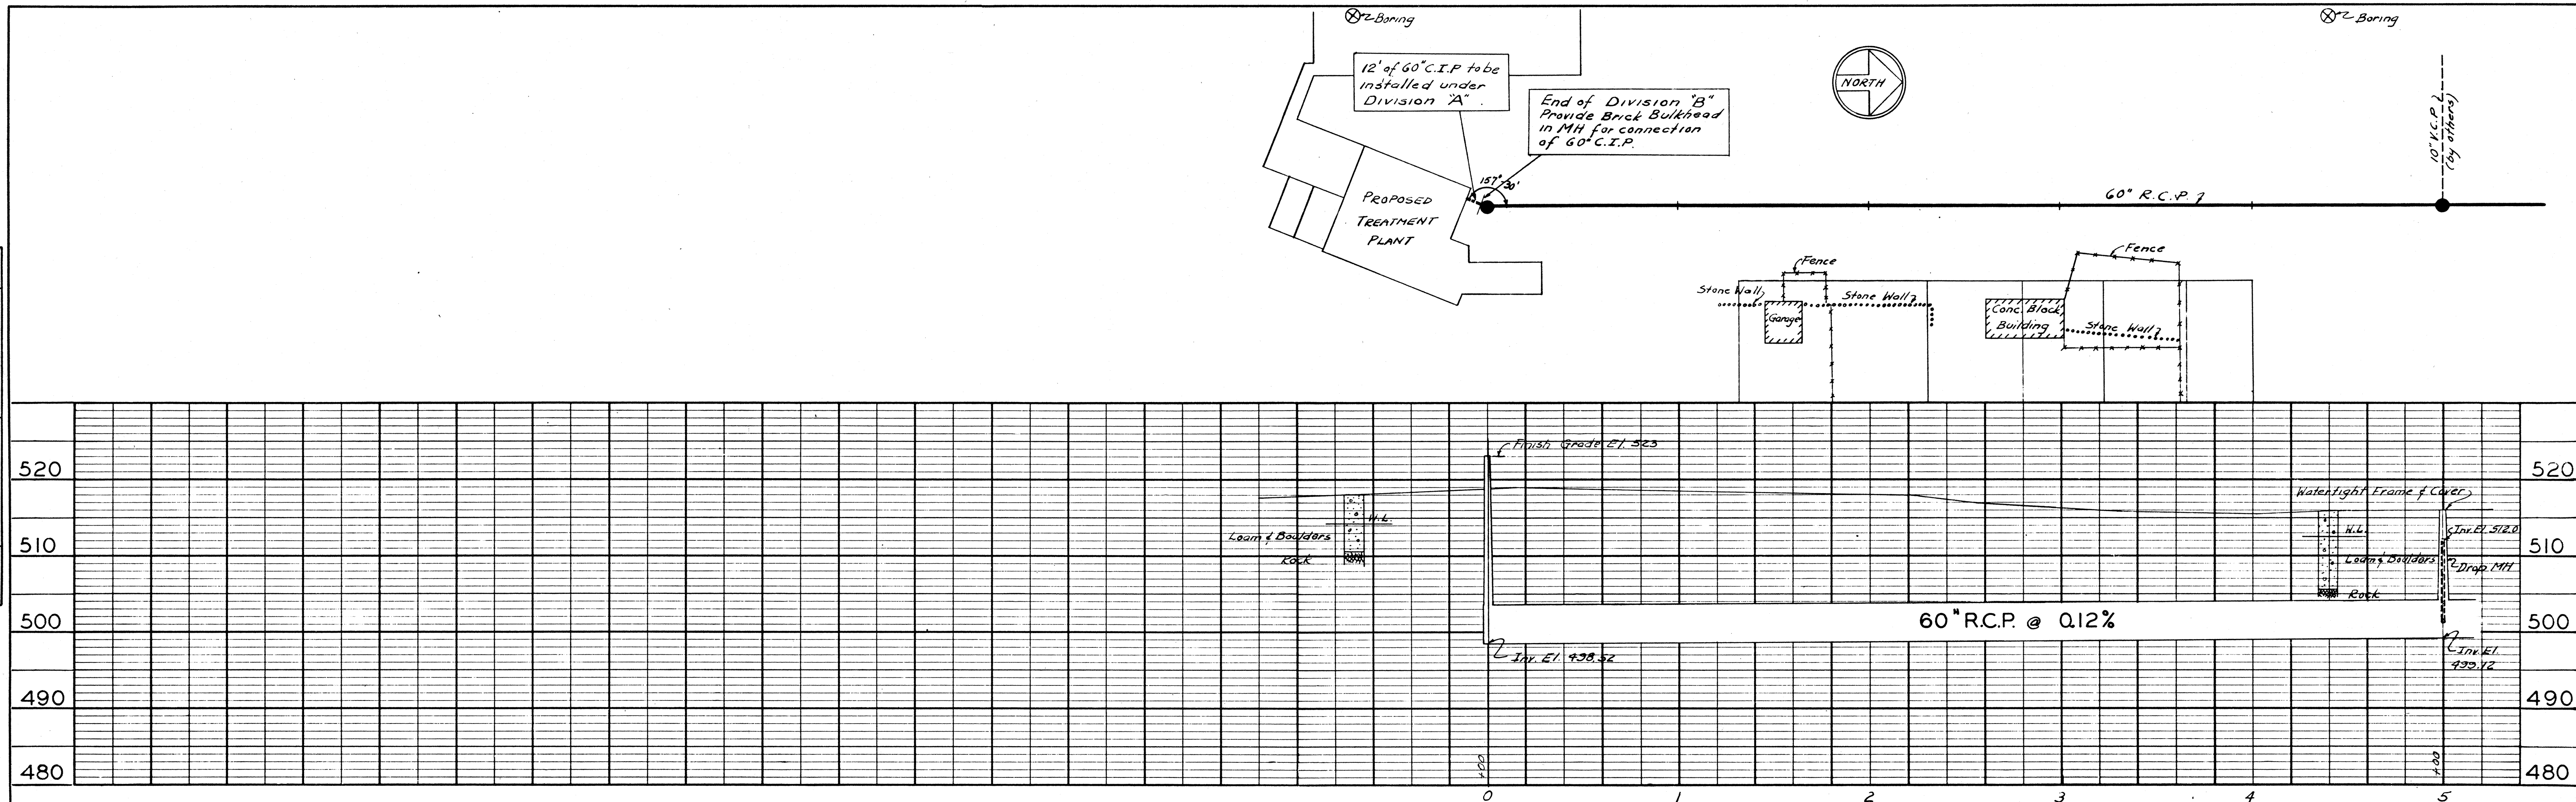 Boring
Boring
12' of 60" C.I.P to be
installed under
Division "A".
End of Division "B"
Provide Brick Bulkhead
in MH for connection
of 60" C.I.P.
NORTH
10" V.C.P.
(by others)
157°-30'
60" R.C.P.
PROPOSED
TREATMENT
PLANT
Fence
Fence
Stone Wall
Stone Wall
Garage
Conc. Block
Building
Stone Wall
Finish Grade El. 523
520
520
Watertight Frame & Cover
W.L.
W.L.
Inv. El. 512.0
Loam & Boulders
510
510
Rock
Loam & Boulders
Drop MH
Rock
500
60" R.C.P. @ 0.12%
500
Inv. El. 498.52
Inv. El.
499.12
490
490
+00
+00
480
480
0 1 2 3 4 5